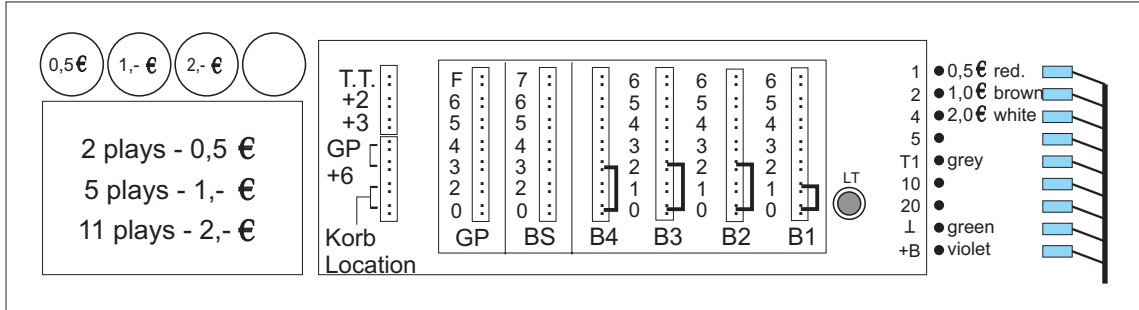 0,5€ 1,- € 2,- €
2 plays - 0,5 €
5 plays - 1,- €
11 plays - 2,- €
T.T.
+2
+3
GP
+6
Korb
Location
F 7 6 6 6
6 6 5 5 5
5 5 4 4 4
4 4 3 3 3
3 3 2 2 2
2 2 1 1 1
0 0 0 0 0
GP BS B4 B3 B2 B1
LT
1 0,5€ red.
2 1,0€ brown
4 2,0€ white
5
T1 grey
10
20
⊥ green
+B violet